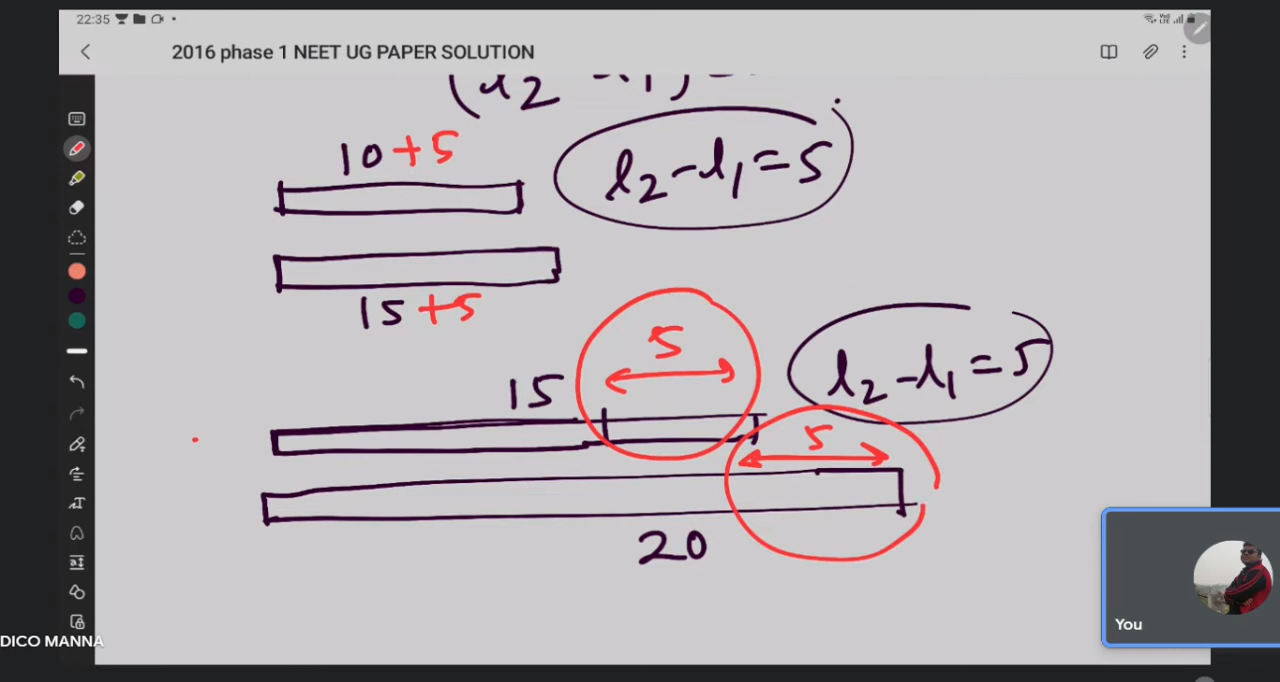 22:35
2016 phase 1 NEET UG PAPER SOLUTION
10 + 5
l₂ - l₁ = 5
15 + 5
5
15
l₂ - l₁ = 5
5
20
You
DICO MANNA